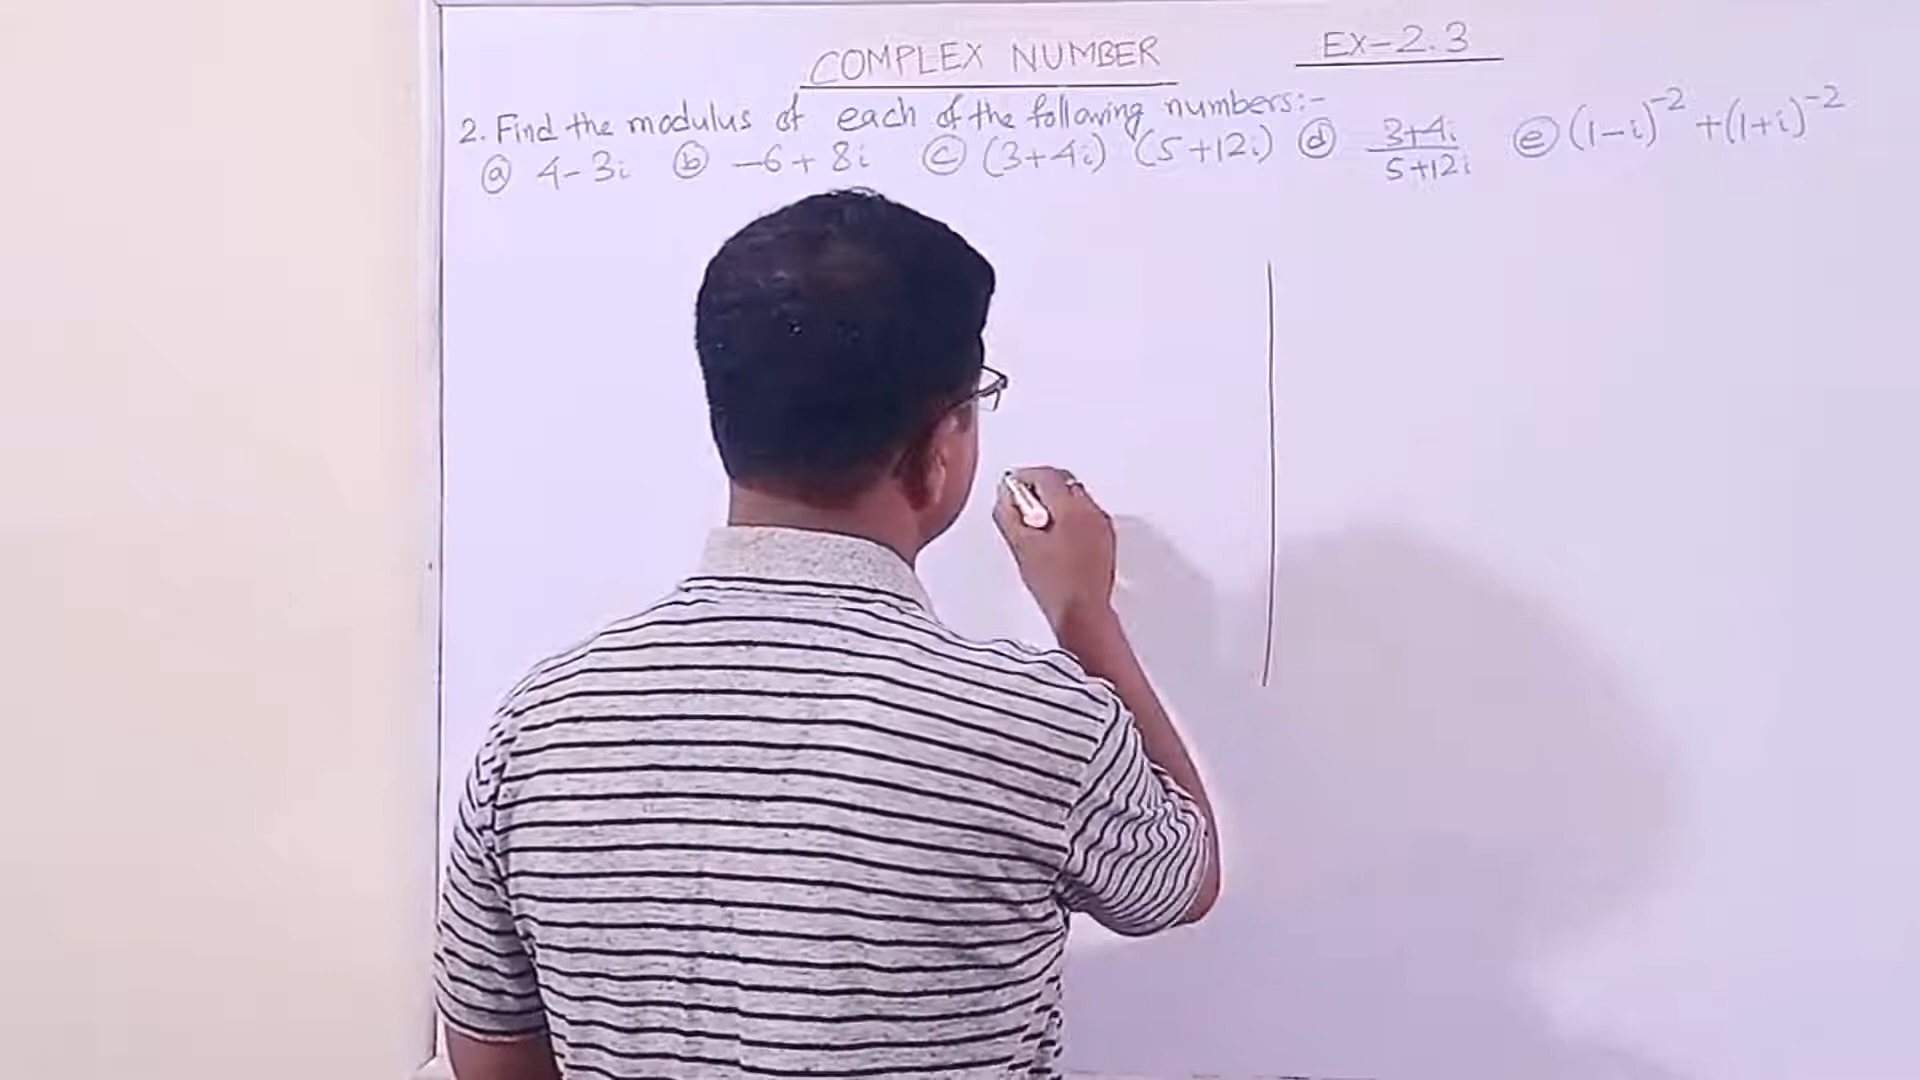 COMPLEX NUMBER EX-2.3
2. Find the modulus of each of the following numbers:-
ⓐ 4-3i ⓑ -6+8i ⓒ (3+4i) (5+12i) ⓓ \frac{3+4i}{5+12i} ⓔ (1-i)^{-2} + (1+i)^{-2}